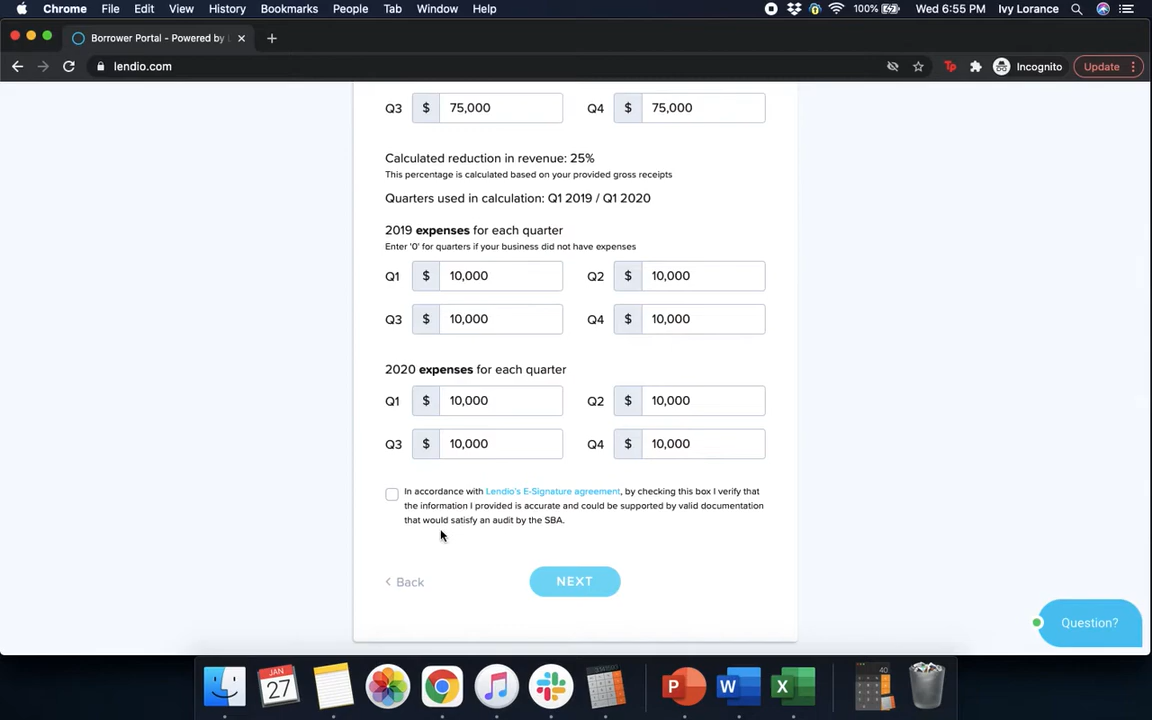 Chrome File Edit View History Bookmarks People Tab Window Help 100% Wed 6:55 PM Ivy Lorance
Borrower Portal - Powered by
lendio.com Incognito Update
Q3 $ 75,000 Q4 $ 75,000
Calculated reduction in revenue: 25%
This percentage is calculated based on your provided gross receipts
Quarters used in calculation: Q1 2019 / Q1 2020
2019 expenses for each quarter
Enter '0' for quarters if your business did not have expenses
Q1 $ 10,000 Q2 $ 10,000
Q3 $ 10,000 Q4 $ 10,000
2020 expenses for each quarter
Q1 $ 10,000 Q2 $ 10,000
Q3 $ 10,000 Q4 $ 10,000
In accordance with Lendio's E-Signature agreement, by checking this box I verify that
the information I provided is accurate and could be supported by valid documentation
that would satisfy an audit by the SBA.
< Back NEXT
Question?
JAN
27
P W X
40